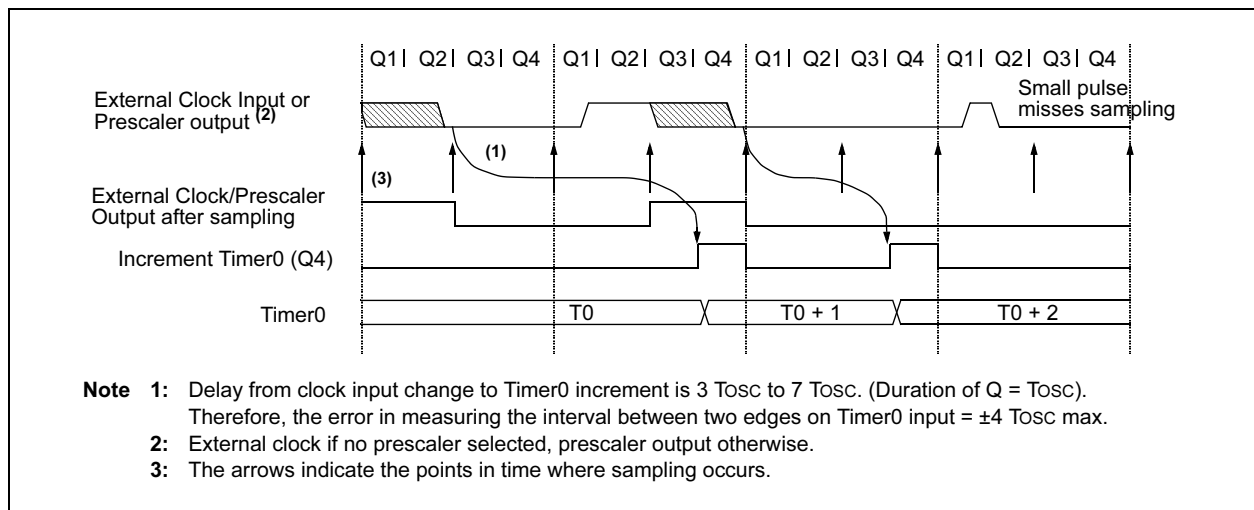 Q1| Q2| Q3| Q4 Q1| Q2| Q3| Q4 Q1| Q2| Q3| Q4 Q1| Q2| Q3| Q4
External Clock Input or
Prescaler output (2)
Small pulse
misses sampling
(1)
(3)
External Clock/Prescaler
Output after sampling
Increment Timer0 (Q4)
Timer0 T0 T0 + 1 T0 + 2
Note 1: Delay from clock input change to Timer0 increment is 3 TOSC to 7 TOSC. (Duration of Q = TOSC).
Therefore, the error in measuring the interval between two edges on Timer0 input = ±4 TOSC max.
2: External clock if no prescaler selected, prescaler output otherwise.
3: The arrows indicate the points in time where sampling occurs.